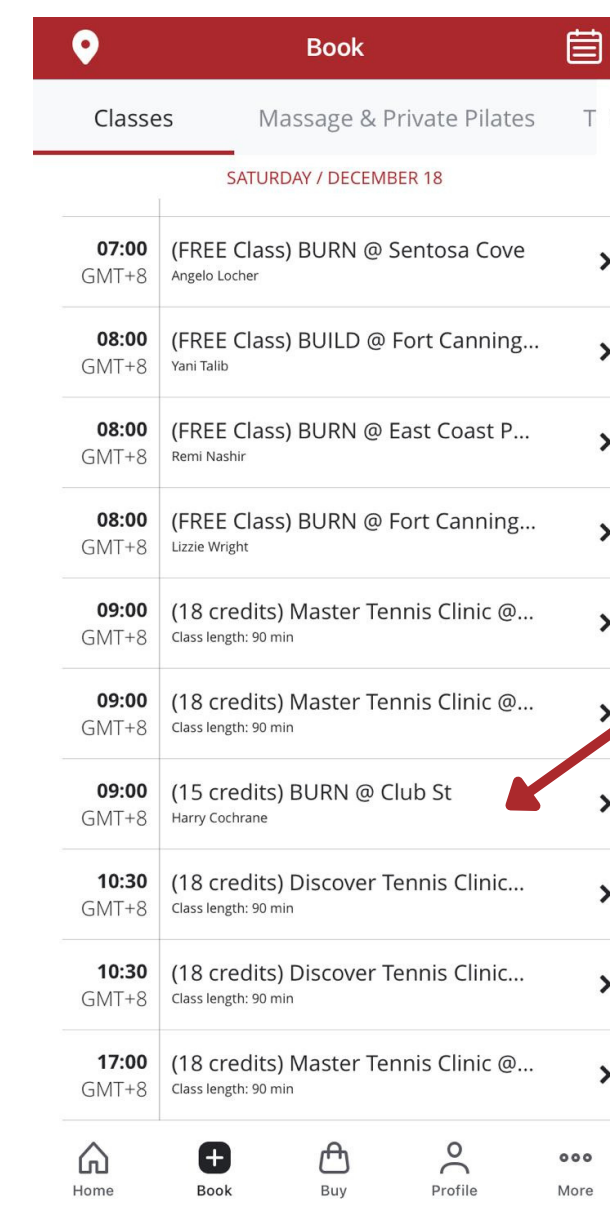 Book
Classes
Massage & Private Pilates
T
SATURDAY / DECEMBER 18
07:00
GMT+8
(FREE Class) BURN @ Sentosa Cove
Angelo Locher
08:00
GMT+8
(FREE Class) BUILD @ Fort Canning...
Yani Talib
08:00
GMT+8
(FREE Class) BURN @ East Coast P...
Remi Nashir
08:00
GMT+8
(FREE Class) BURN @ Fort Canning...
Lizzie Wright
09:00
GMT+8
(18 credits) Master Tennis Clinic @...
Class length: 90 min
09:00
GMT+8
(18 credits) Master Tennis Clinic @...
Class length: 90 min
09:00
GMT+8
(15 credits) BURN @ Club St
Harry Cochrane
10:30
GMT+8
(18 credits) Discover Tennis Clinic...
Class length: 90 min
10:30
GMT+8
(18 credits) Discover Tennis Clinic...
Class length: 90 min
17:00
GMT+8
(18 credits) Master Tennis Clinic @...
Class length: 90 min
Home
Book
Buy
Profile
More